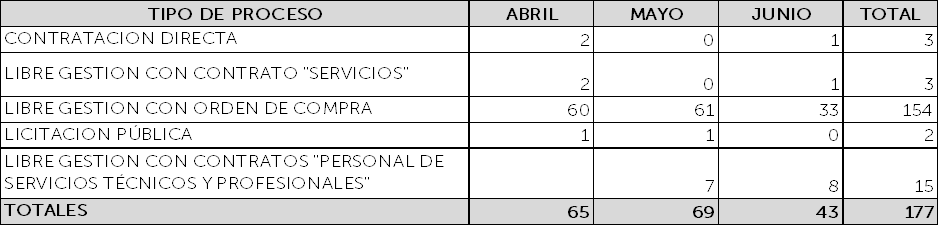 TIPO DE PROCESO ABRIL MAYO JUNIO TOTAL
CONTRATACION DIRECTA 2 0 1 3
LIBRE GESTION CON CONTRATO "SERVICIOS" 2 0 1 3
LIBRE GESTION CON ORDEN DE COMPRA 60 61 33 154
LICITACION PÚBLICA 1 1 0 2
LIBRE GESTION CON CONTRATOS "PERSONAL DE
SERVICIOS TÉCNICOS Y PROFESIONALES" 7 8 15
TOTALES 65 69 43 177